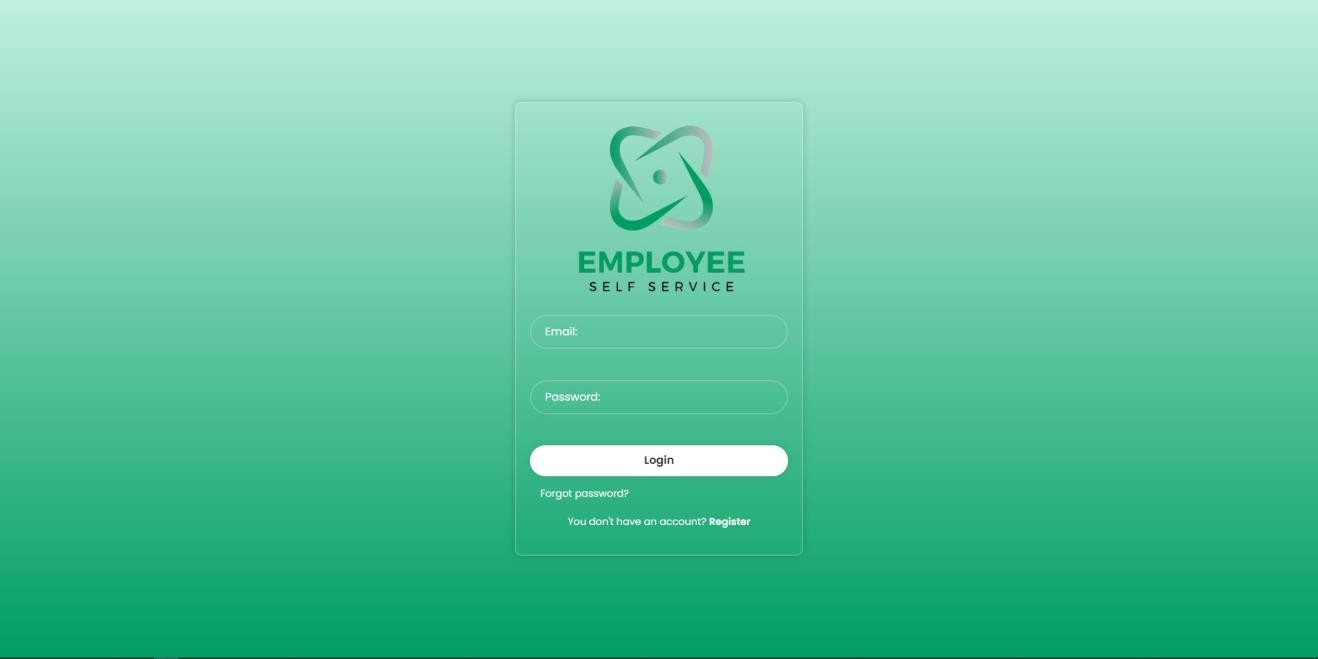 EMPLOYEE
SELF SERVICE
Email:
Password:
Login
Forgot password?
You don't have an account? Register